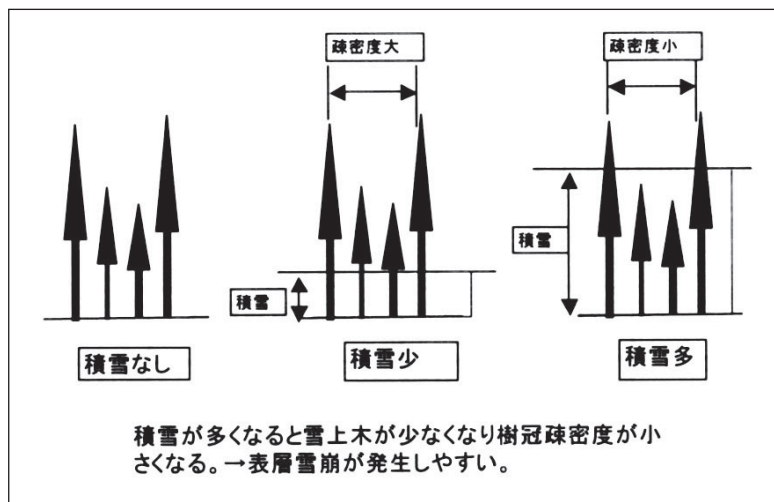 疎密度大
疎密度小
積雪
積雪
積雪なし
積雪少
積雪多
積雪が多くなると雪上木が少なくなり樹冠疎密度が小
さくなる。→表層雪崩が発生しやすい。